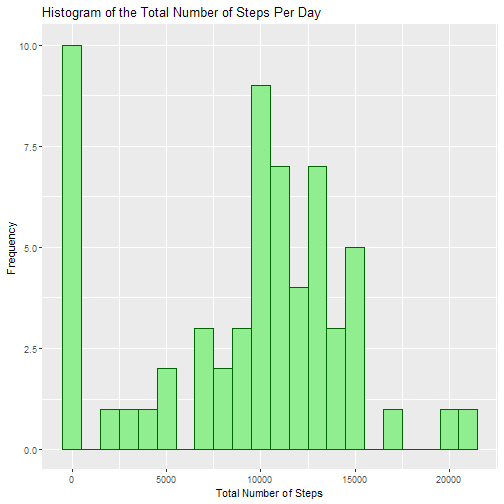 Histogram of the Total Number of Steps Per Day
10.0
7.5
5.0
2.5
0.0
Frequency
0 5000 10000 15000 20000
Total Number of Steps